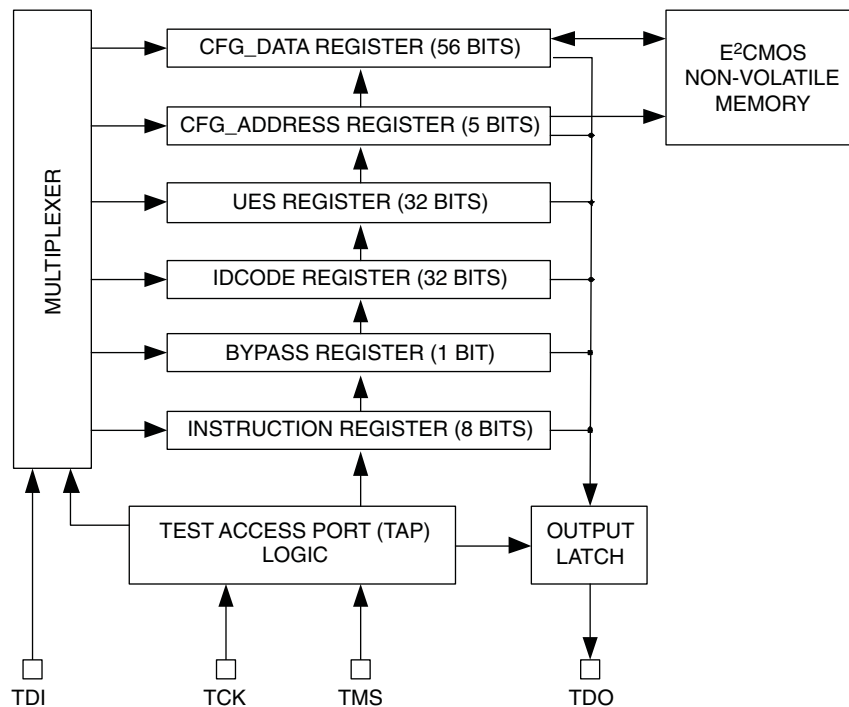 CFG_DATA REGISTER (56 BITS)
E²CMOS
NON-VOLATILE
MEMORY
CFG_ADDRESS REGISTER (5 BITS)
MULTIPLEXER
UES REGISTER (32 BITS)
IDCODE REGISTER (32 BITS)
BYPASS REGISTER (1 BIT)
INSTRUCTION REGISTER (8 BITS)
TEST ACCESS PORT (TAP)
LOGIC
OUTPUT
LATCH
TDI
TCK
TMS
TDO